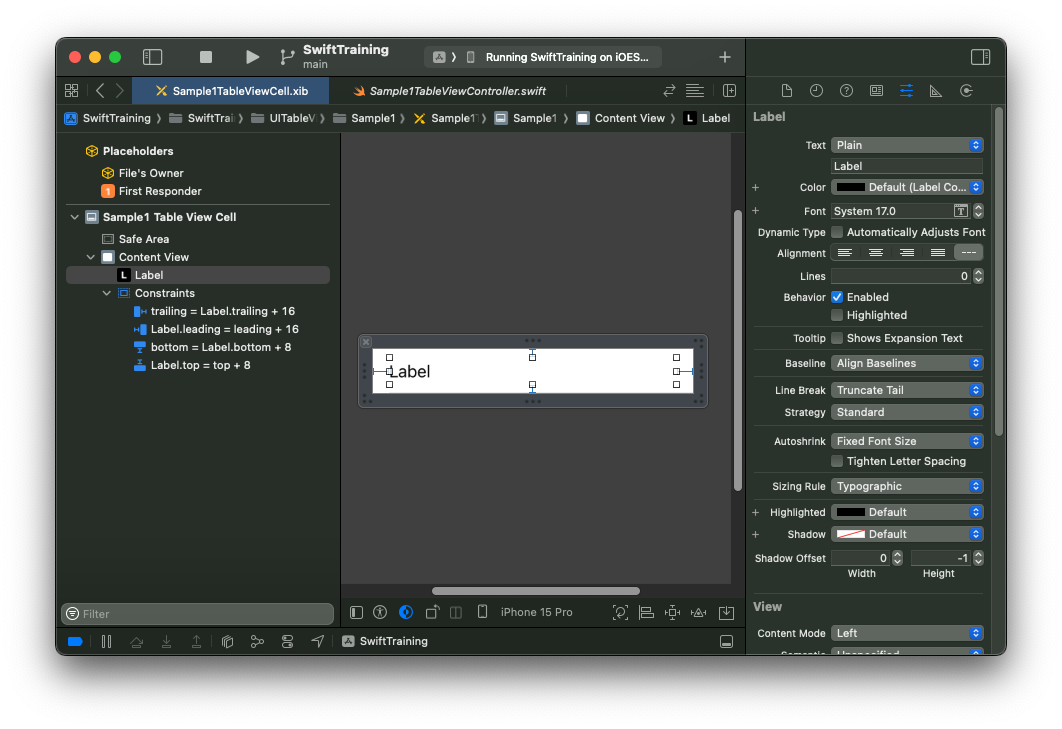 SwiftTraining
main
Running SwiftTraining on iOES...
Sample1TableViewCell.xib
Sample1TableViewController.swift
SwiftTraining
SwiftTrai
UITableV
Sample1
Sample1
Sample1
Content View
L Label
Placeholders
File's Owner
1 First Responder
Sample1 Table View Cell
Safe Area
Content View
L Label
Constraints
trailing = Label.trailing + 16
Label.leading = leading + 16
bottom = Label.bottom + 8
Label.top = top + 8
Filter
Label
iPhone 15 Pro
SwiftTraining
Label
Text Plain
Label
+ Color Default (Label Co...
+ Font System 17.0 T
Dynamic Type Automatically Adjusts Font
Alignment
Lines 0
Behavior Enabled
Highlighted
Tooltip Shows Expansion Text
Baseline Align Baselines
Line Break Truncate Tail
Strategy Standard
Autoshrink Fixed Font Size
Tighten Letter Spacing
Sizing Rule Typographic
+ Highlighted Default
+ Shadow Default
Shadow Offset 0 -1
Width Height
View
Content Mode Left
Semantic Unspecified